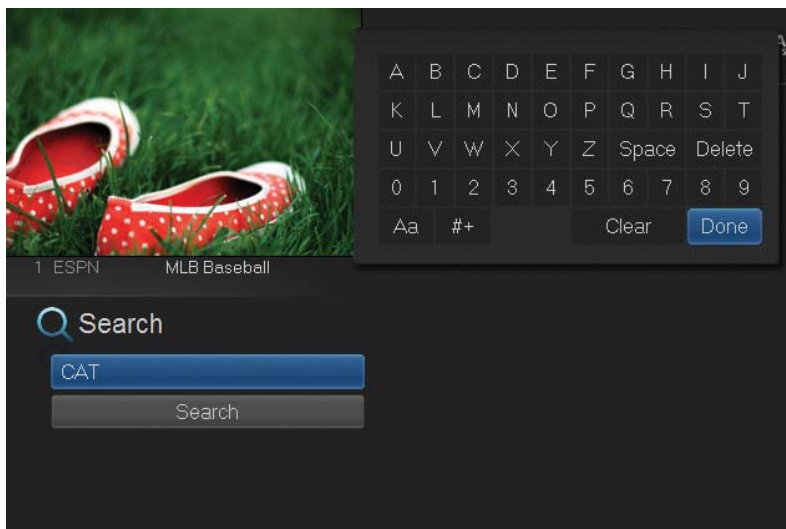 A B C D E F G H I J
K L M N O P Q R S T
U V W X Y Z Space Delete
0 1 2 3 4 5 6 7 8 9
Aa #+ Clear Done
1 ESPN MLB Baseball
Search
CAT
Search